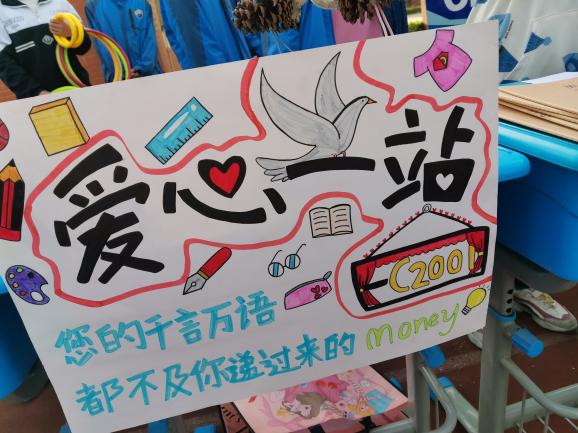 爱心一站
C2001
您的千言万语
都不及你递过来的money